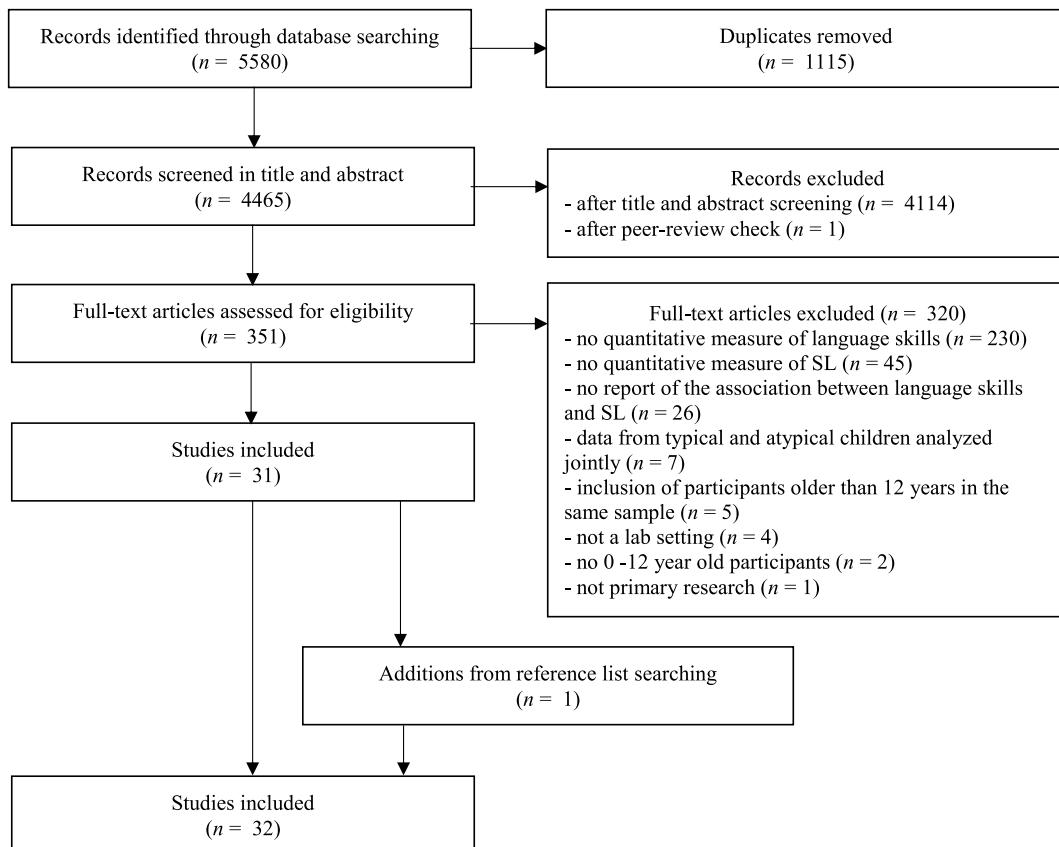 Records identified through database searching
(n = 5580)
Duplicates removed
(n = 1115)
Records screened in title and abstract
(n = 4465)
Records excluded
- after title and abstract screening (n = 4114)
- after peer-review check (n = 1)
Full-text articles assessed for eligibility
(n = 351)
Full-text articles excluded (n = 320)
- no quantitative measure of language skills (n = 230)
- no quantitative measure of SL (n = 45)
- no report of the association between language skills
and SL (n = 26)
- data from typical and atypical children analyzed
jointly (n = 7)
- inclusion of participants older than 12 years in the
same sample (n = 5)
- not a lab setting (n = 4)
- no 0 -12 year old participants (n = 2)
- not primary research (n = 1)
Studies included
(n = 31)
Additions from reference list searching
(n = 1)
Studies included
(n = 32)